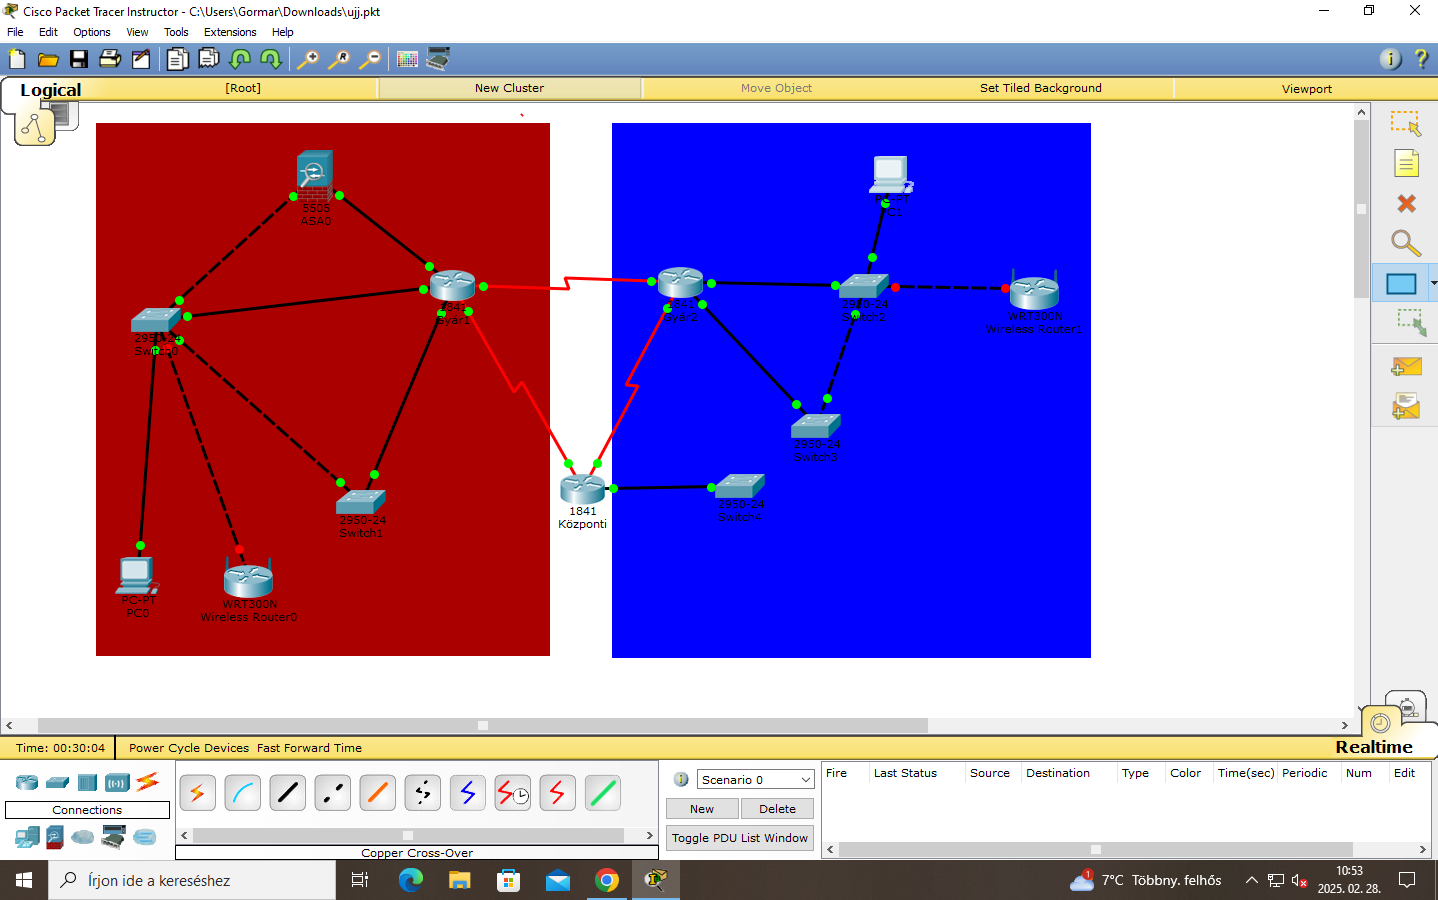 Cisco Packet Tracer Instructor - C:\Users\Gormar\Downloads\ujj.pkt
File Edit Options View Tools Extensions Help
Logical [Root] New Cluster Move Object Set Tiled Background Viewport
5505
ASA0
PC-PT
1841
Gyar1
Gyar2
2950-24
Switch0
2950-24
Switch2
WRT300N
Wireless Router1
2950-24
Switch3
2950-24
Switch4
2950-24
Switch1
1841
Központi
PC-PT
PC0
WRT300N
Wireless Router0
Time: 00:30:04 Power Cycle Devices Fast Forward Time
Realtime
Connections
Copper Cross-Over
Scenario 0
New Delete
Toggle PDU List Window
Fire Last Status Source Destination Type Color Time(sec) Periodic Num Edit
Írjon ide a kereséshez
1
7°C Többny. felhős
10:53
2025. 02. 28.